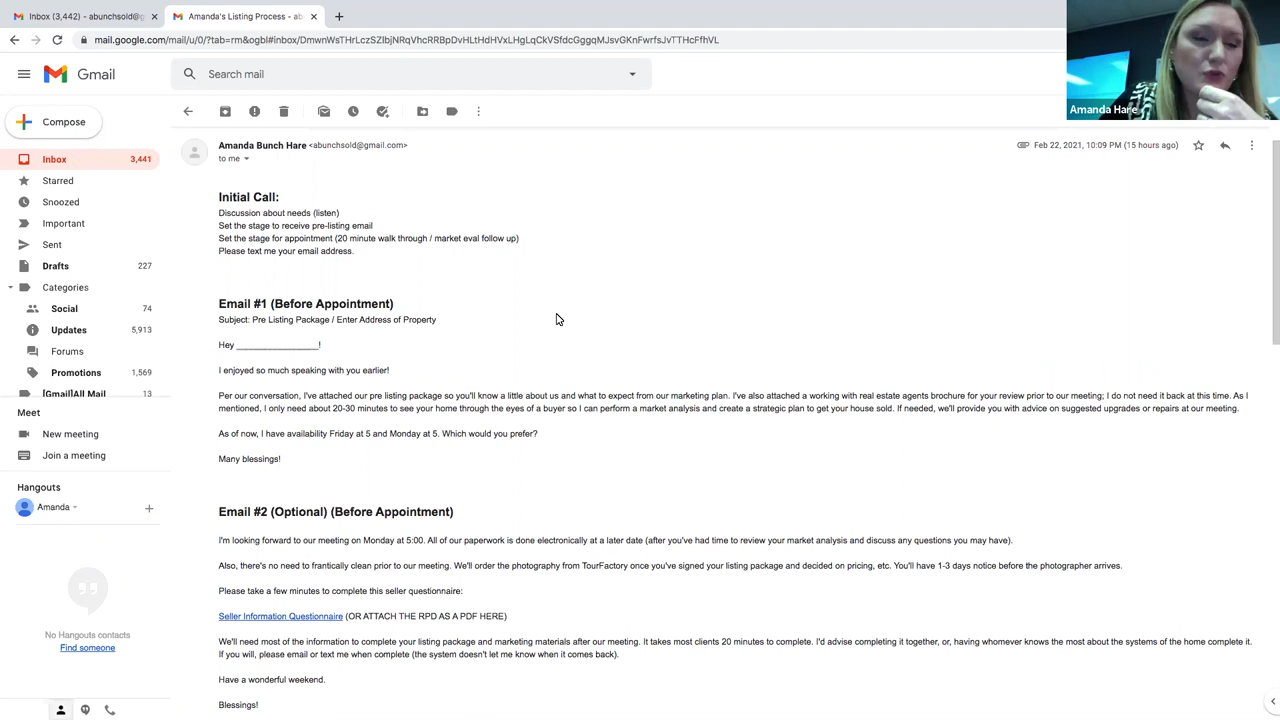 Inbox (3,442) - abunchsold@g
Amanda's Listing Process - ab
mail.google.com/mail/u/0/?tab=rm&ogbl#inbox/
Amanda Hare
Gmail
Search mail
Compose
Inbox 3,441
Starred
Snoozed
Important
Sent
Drafts 227
Categories
Social 74
Updates 5,913
Forums
Promotions 1,569
[Gmail]All Mail 13
Meet
New meeting
Join a meeting
Hangouts
Amanda
No Hangouts contacts
Find someone
Amanda Bunch Hare <abunchsold@gmail.com>
Feb 22, 2021, 10:09 PM (15 hours ago)
to me
Initial Call:
Discussion about needs (listen)
Set the stage to receive pre-listing email
Set the stage for appointment (20 minute walk through / market eval follow up)
Please text me your email address.
Email #1 (Before Appointment)
Subject: Pre Listing Package / Enter Address of Property
Hey _________________!
I enjoyed so much speaking with you earlier!
Per our conversation, I've attached our pre listing package so you'll know a little about us and what to expect from our marketing plan. I've also attached a working with real estate agents brochure for your review prior to our meeting; I do not need it back at this time. As I
mentioned, I only need about 20-30 minutes to see your home through the eyes of a buyer so I can perform a market analysis and create a strategic plan to get your house sold. If needed, we'll provide you with advice on suggested upgrades or repairs at our meeting.
As of now, I have availability Friday at 5 and Monday at 5. Which would you prefer?
Many blessings!
Email #2 (Optional) (Before Appointment)
I'm looking forward to our meeting on Monday at 5:00. All of our paperwork is done electronically at a later date (after you've had time to review your market analysis and discuss any questions you may have).
Also, there's no need to frantically clean prior to our meeting. We'll order the photography from TourFactory once you've signed your listing package and decided on pricing, etc. You'll have 1-3 days notice before the photographer arrives.
Please take a few minutes to complete this seller questionnaire:
Seller Information Questionnaire (OR ATTACH THE RPD AS A PDF HERE)
We'll need most of the information to complete your listing package and marketing materials after our meeting. It takes most clients 20 minutes to complete. I'd advise completing it together, or, having whomever knows the most about the systems of the home complete it.
If you will, please email or text me when complete (the system doesn't let me know when it comes back).
Have a wonderful weekend.
Blessings!